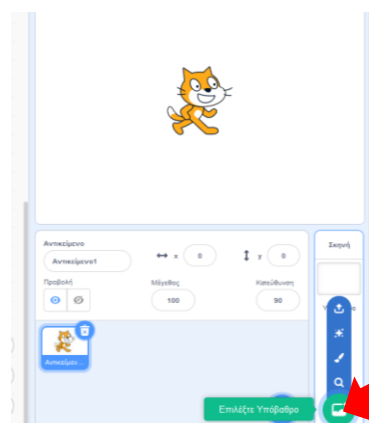 Αντικείμενο
Σκηνή
Αντικείμενο1
x 0
y 0
Προβολή
Μέγεθος
Κατεύθυνση
100
90
Αντικείμεν...
Επιλέξτε Υπόβαθρο